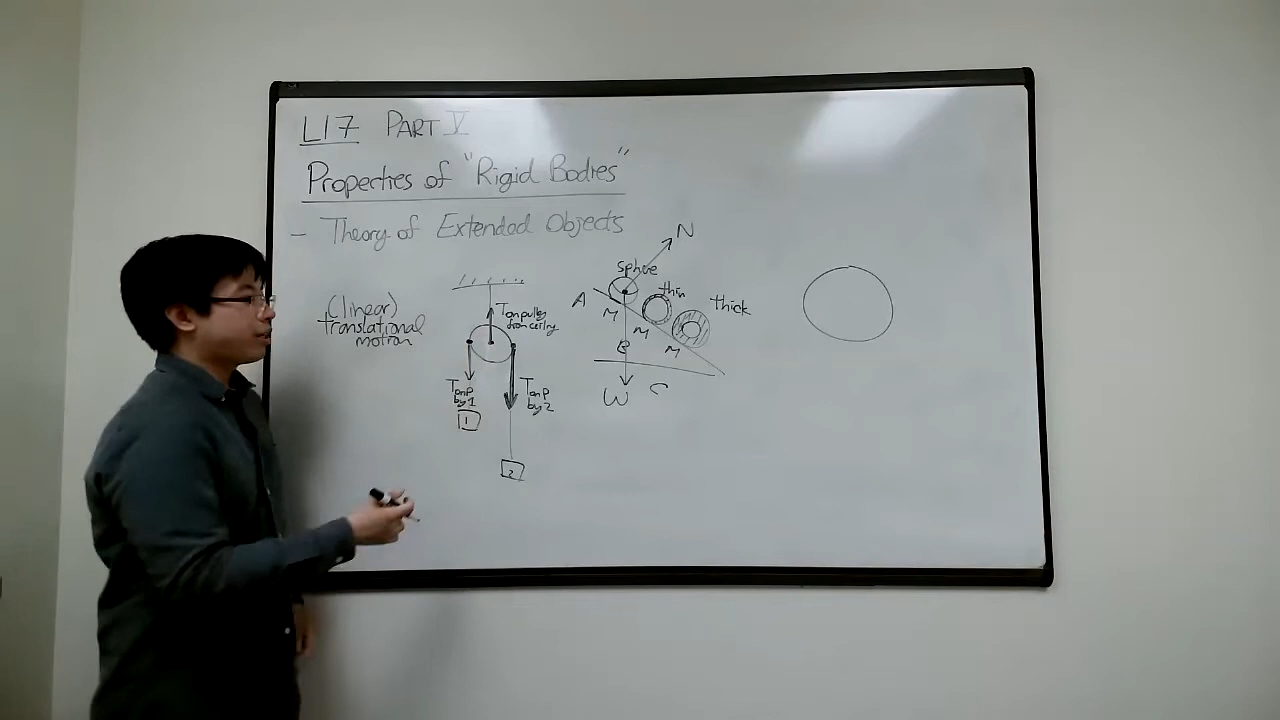 L17 PART V
Properties of "Rigid Bodies"
- Theory of Extended Objects
(linear)
translational
motion
T on pulley
from ceiling
T on P
by 1
1
T on P
by 2
2
N
sphere
thin
thick
A
M
M
M
B
W
C